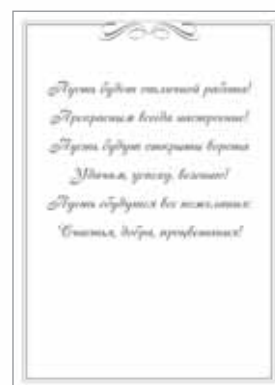 Пусть будет отличной работа!
Прекрасным всегда настроение!
Пусть будут открыты ворота
Удачам, успеху, везению!
Пусть сбудутся все пожелания:
Счастья, добра, процветания!